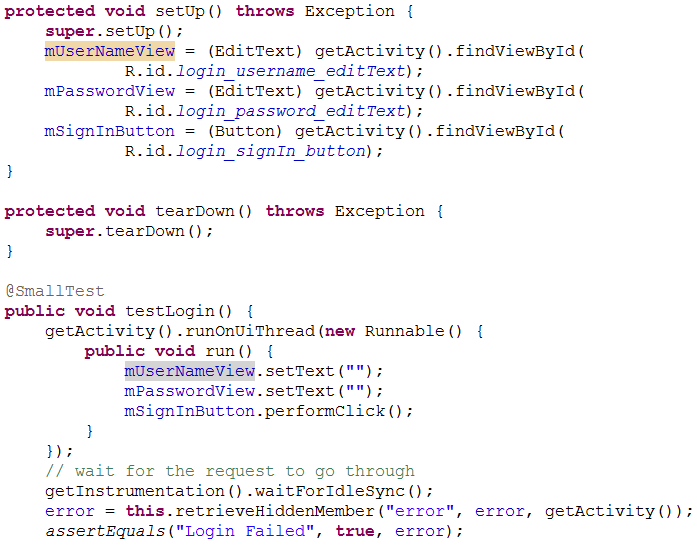 protected void setUp() throws Exception {
    super.setUp();
    mUserNameView = (EditText) getActivity().findViewById(
            R.id.login_username_editText);
    mPasswordView = (EditText) getActivity().findViewById(
            R.id.login_password_editText);
    mSignInButton = (Button) getActivity().findViewById(
            R.id.login_signIn_button);
}

protected void tearDown() throws Exception {
    super.tearDown();
}

@SmallTest
public void testLogin() {
    getActivity().runOnUiThread(new Runnable() {
        public void run() {
            mUserNameView.setText("");
            mPasswordView.setText("");
            mSignInButton.performClick();
        }
    });
    // wait for the request to go through
    getInstrumentation().waitForIdleSync();
    error = this.retrieveHiddenMember("error", error, getActivity());
    assertEquals("Login Failed", true, error);